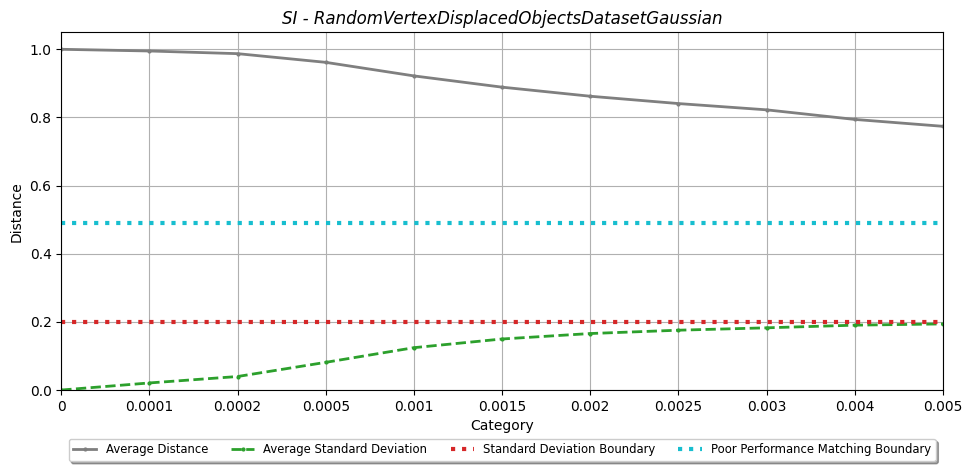 SI - RandomVertexDisplacedObjectsDatasetGaussian
1.0
0.8
0.6
0.4
0.2
0.0
Distance
0 0.0001 0.0002 0.0005 0.001 0.0015 0.002 0.0025 0.003 0.004 0.005
Category
Average Distance Average Standard Deviation Standard Deviation Boundary Poor Performance Matching Boundary